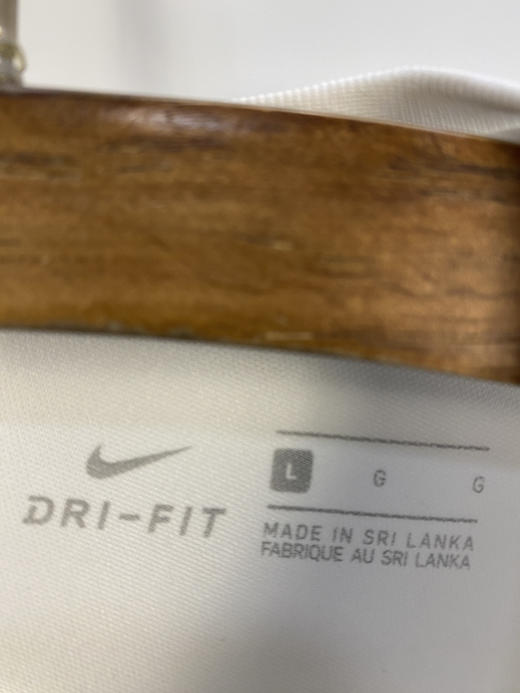 L G G
DRI-FIT
MADE IN SRI LANKA
FABRIQUE AU SRI LANKA